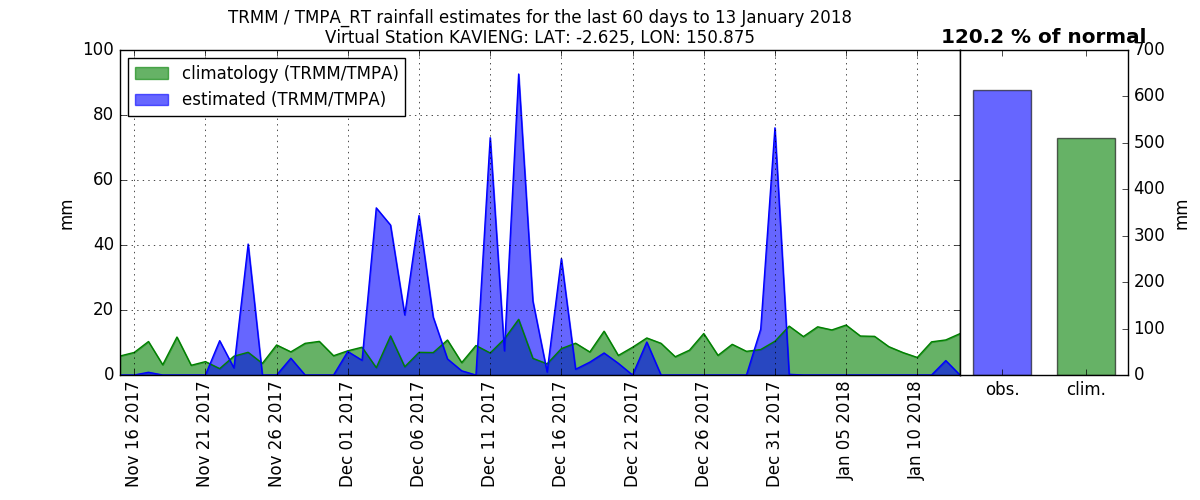 TRMM / TMPA_RT rainfall estimates for the last 60 days to 13 January 2018
Virtual Station KAVIENG: LAT: -2.625, LON: 150.875
120.2 % of normal
climatology (TRMM/TMPA)
estimated (TRMM/TMPA)
100
80
60
40
20
0
mm
Nov 16 2017
Nov 21 2017
Nov 26 2017
Dec 01 2017
Dec 06 2017
Dec 11 2017
Dec 16 2017
Dec 21 2017
Dec 26 2017
Dec 31 2017
Jan 05 2018
Jan 10 2018
obs.
clim.
700
600
500
400
300
200
100
0
mm